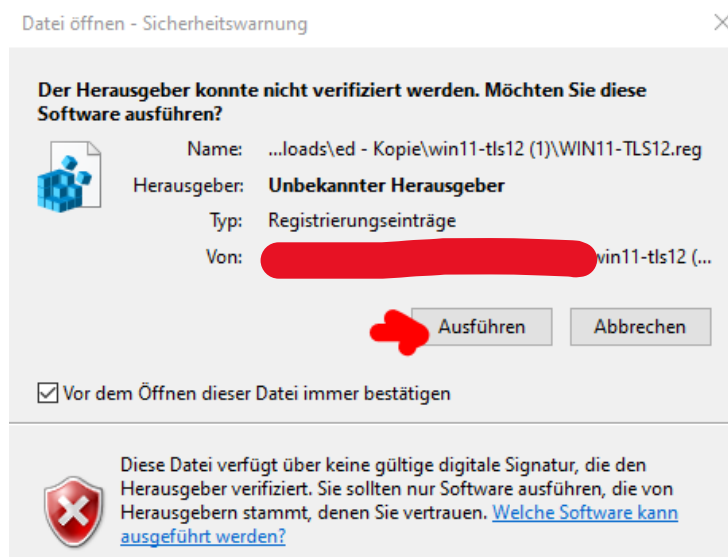 Datei öffnen - Sicherheitswarnung
Der Herausgeber konnte nicht verifiziert werden. Möchten Sie diese
Software ausführen?
Name: ...loads\ed - Kopie\win11-tls12 (1)\WIN11-TLS12.reg
Herausgeber: Unbekannter Herausgeber
Typ: Registrierungseinträge
Von: win11-tls12 (...
Ausführen Abbrechen
Vor dem Öffnen dieser Datei immer bestätigen
Diese Datei verfügt über keine gültige digitale Signatur, die den
Herausgeber verifiziert. Sie sollten nur Software ausführen, die von
Herausgebern stammt, denen Sie vertrauen. Welche Software kann
ausgeführt werden?